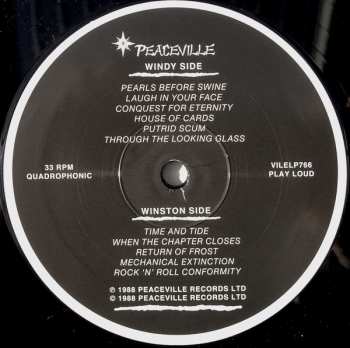 PEACEVILLE
WINDY SIDE
PEARLS BEFORE SWINE
LAUGH IN YOUR FACE
CONQUEST FOR ETERNITY
HOUSE OF CARDS
PUTRID SCUM
THROUGH THE LOOKING GLASS
33 RPM
QUADROPHONIC
VILELP766
PLAY LOUD
WINSTON SIDE
TIME AND TIDE
WHEN THE CHAPTER CLOSES
RETURN OF FROST
MECHANICAL EXTINCTION
ROCK ‘N’ ROLL CONFORMITY
℗ 1988 PEACEVILLE RECORDS LTD
© 1988 PEACEVILLE RECORDS LTD